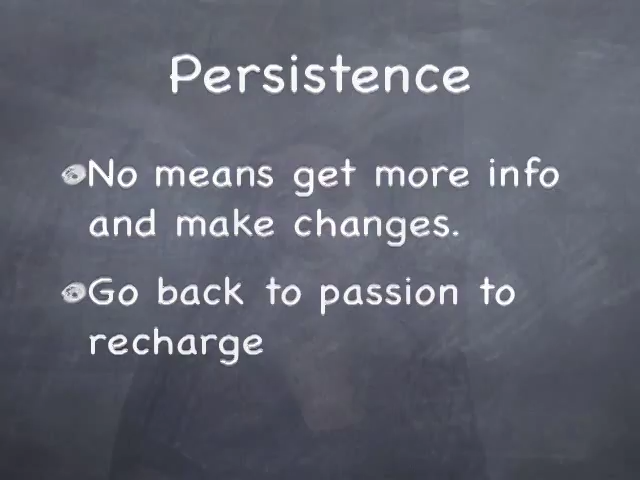 Persistence
No means get more info
and make changes.
Go back to passion to
recharge